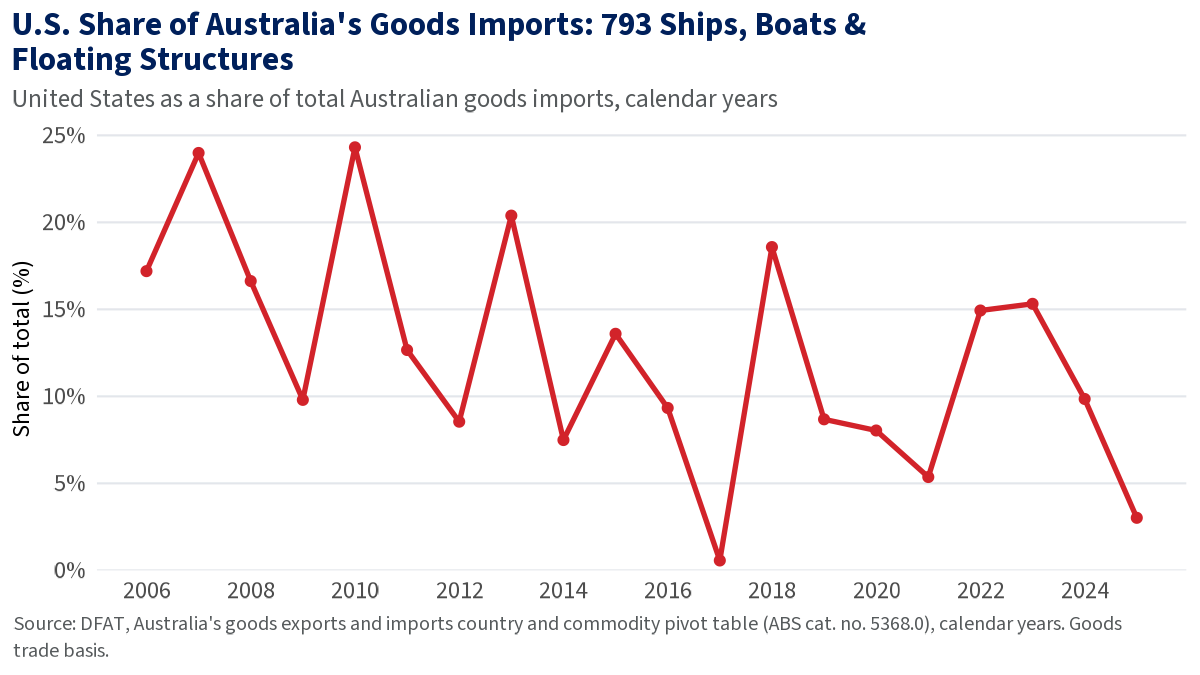 U.S. Share of Australia's Goods Imports: 793 Ships, Boats &
Floating Structures
United States as a share of total Australian goods imports, calendar years
Share of total (%)
25%
20%
15%
10%
5%
0%
2006 2008 2010 2012 2014 2016 2018 2020 2022 2024
Source: DFAT, Australia's goods exports and imports country and commodity pivot table (ABS cat. no. 5368.0), calendar years. Goods
trade basis.